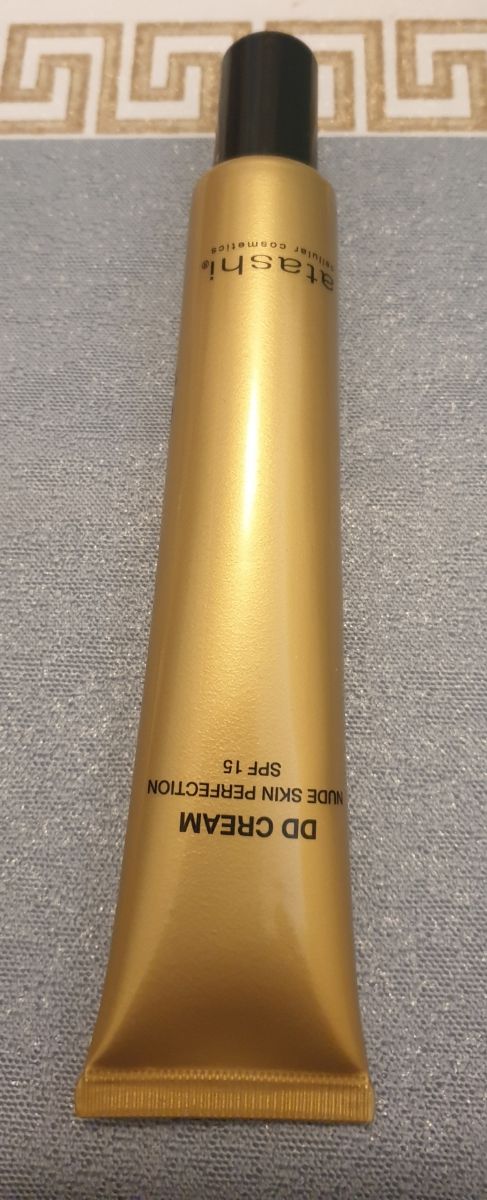 DD CREAM
NUDE SKIN PERFECTION
SPF 15
atashi®
cellular cosmetics